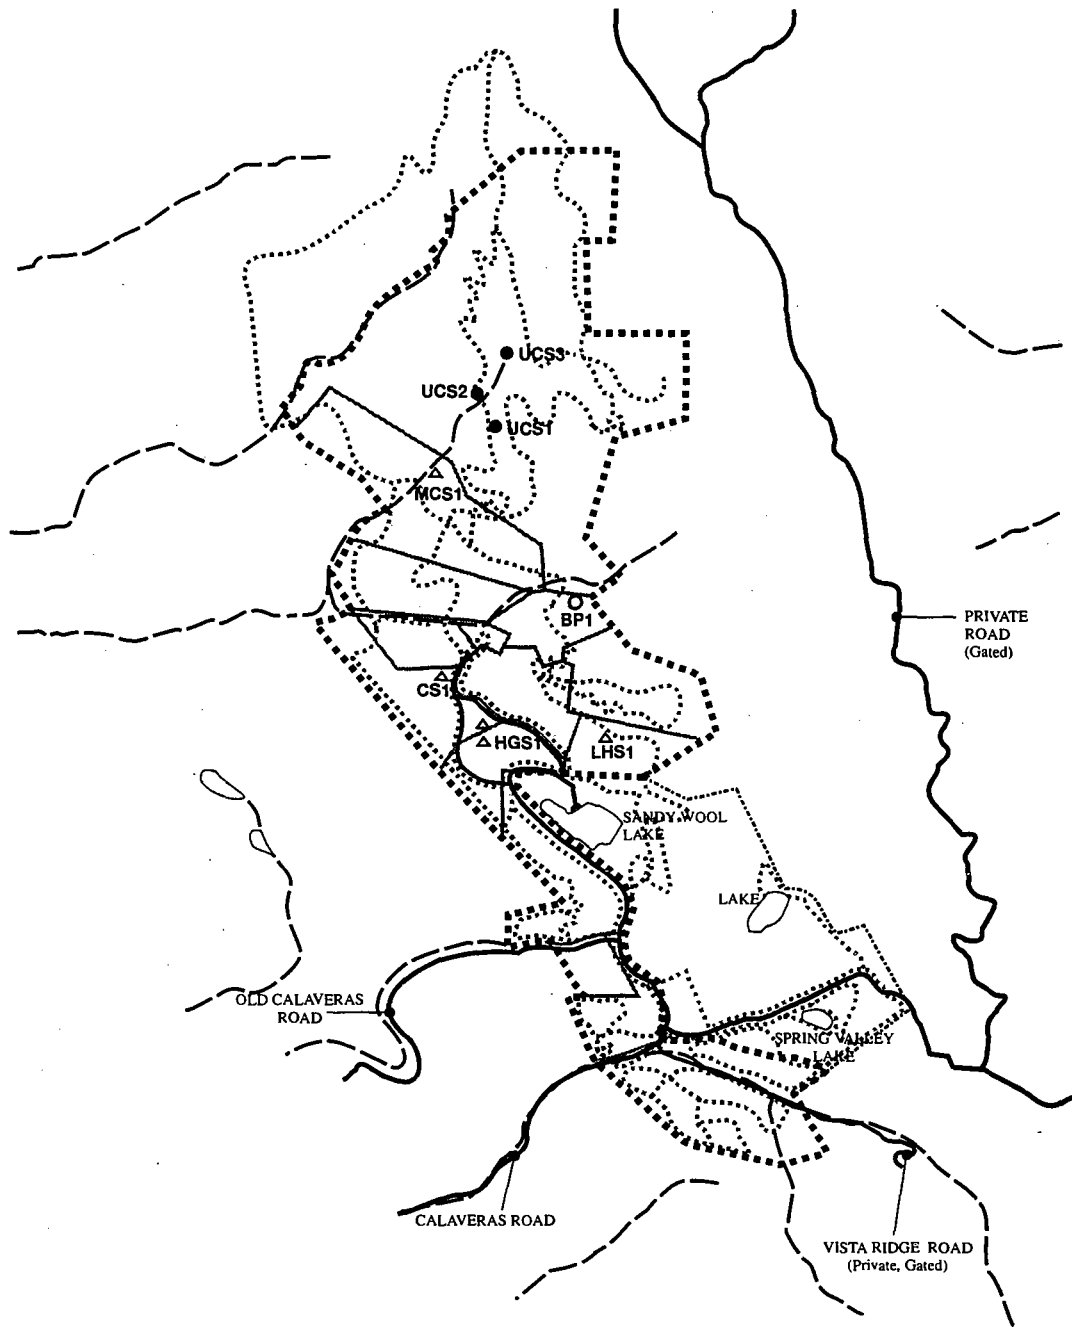 UCS3
UCS2
UCS1
MCS1
BP1
PRIVATE
ROAD
(Gated)
CS1
HGS1
LHS1
SANDY WOOL
LAKE
LAKE
OLD CALAVERAS
ROAD
SPRING VALLEY
LAKE
CALAVERAS ROAD
VISTA RIDGE ROAD
(Private, Gated)